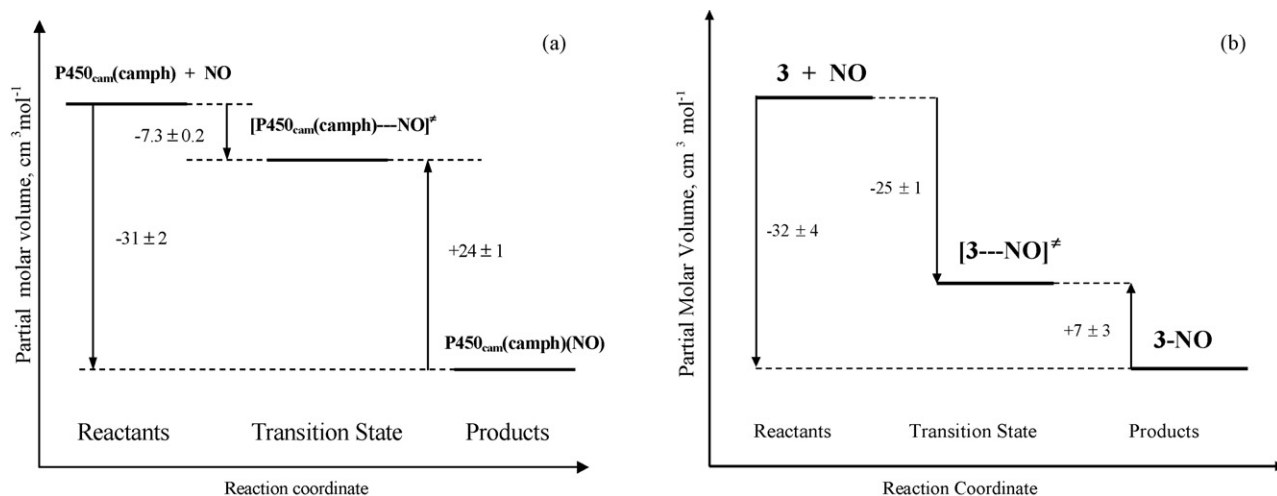 (a)
Partial molar volume, cm³mol⁻¹
P450cam(camph) + NO
-7.3 ± 0.2
[P450cam(camph)---NO]≠
-31 ± 2
+24 ± 1
P450cam(camph)(NO)
Reactants Transition State Products
Reaction coordinate
(b)
Partial Molar Volume, cm³ mol⁻¹
3 + NO
-25 ± 1
-32 ± 4
[3---NO]≠
+7 ± 3
3-NO
Reactants Transition State Products
Reaction Coordinate